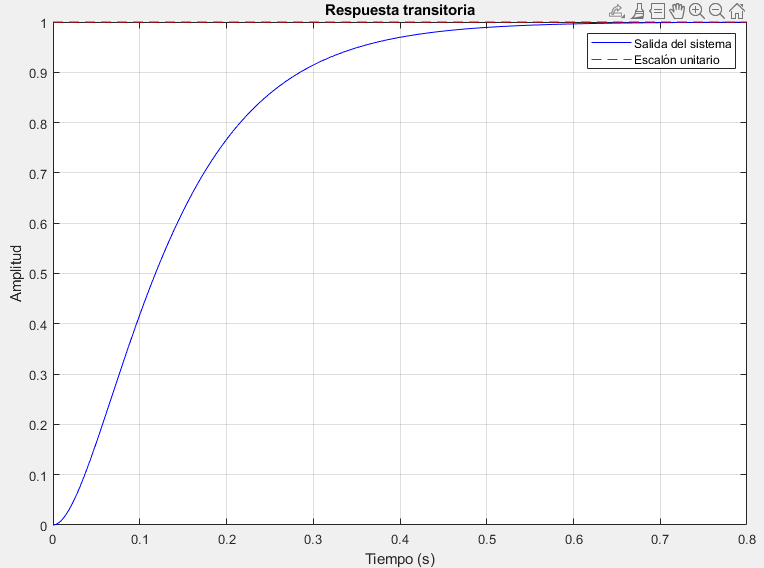 Respuesta transitoria
Salida del sistema
Escalón unitario
Amplitud
1
0.9
0.8
0.7
0.6
0.5
0.4
0.3
0.2
0.1
0
0 0.1 0.2 0.3 0.4 0.5 0.6 0.7 0.8
Tiempo (s)